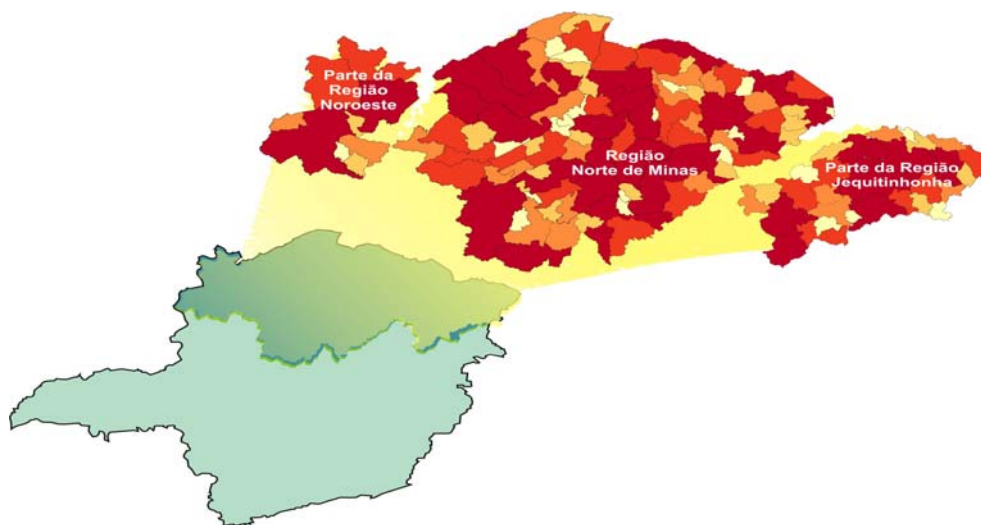 Parte da
Região
Noroeste
Região
Norte de Minas
Parte da Região
Jequitinhonha